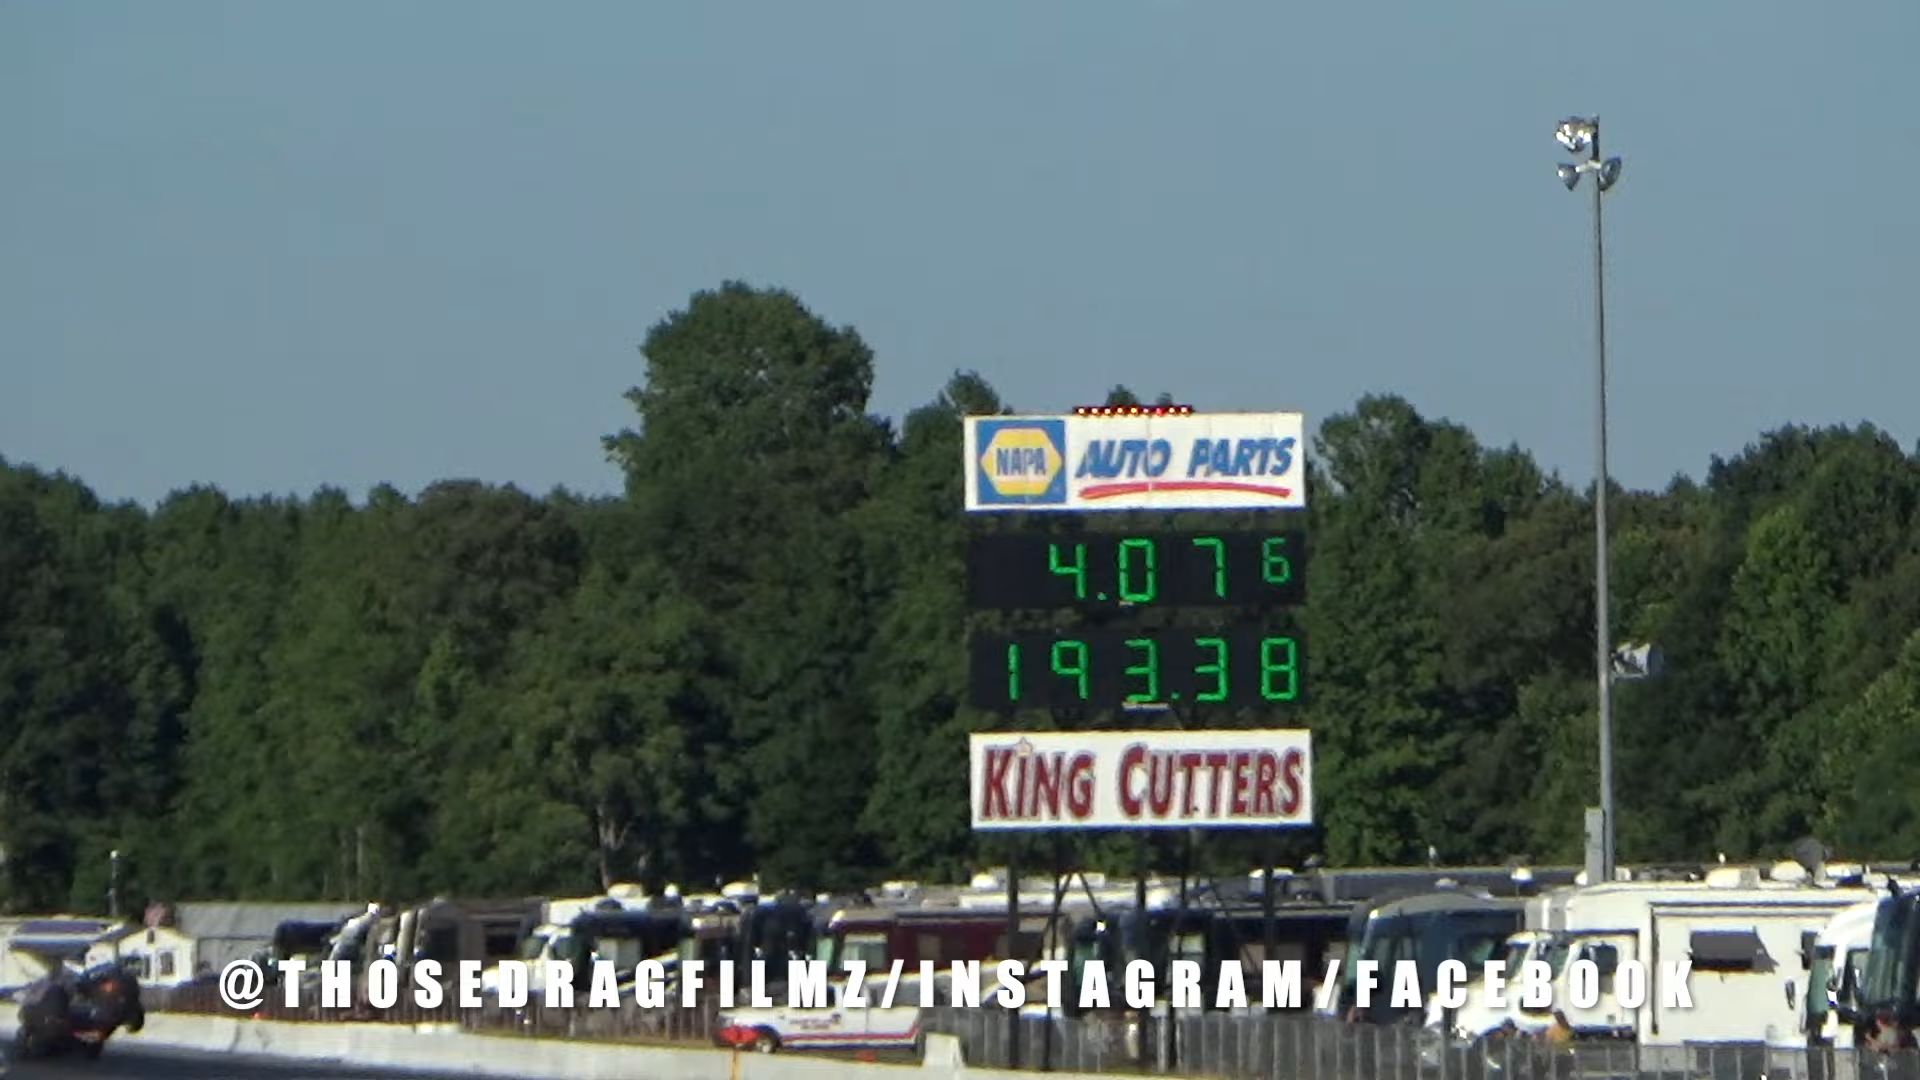 NAPA AUTO PARTS
4.076
193.38
KING CUTTERS
@THOSEDRAGFILMZ/INSTAGRAM/FACEBOOK